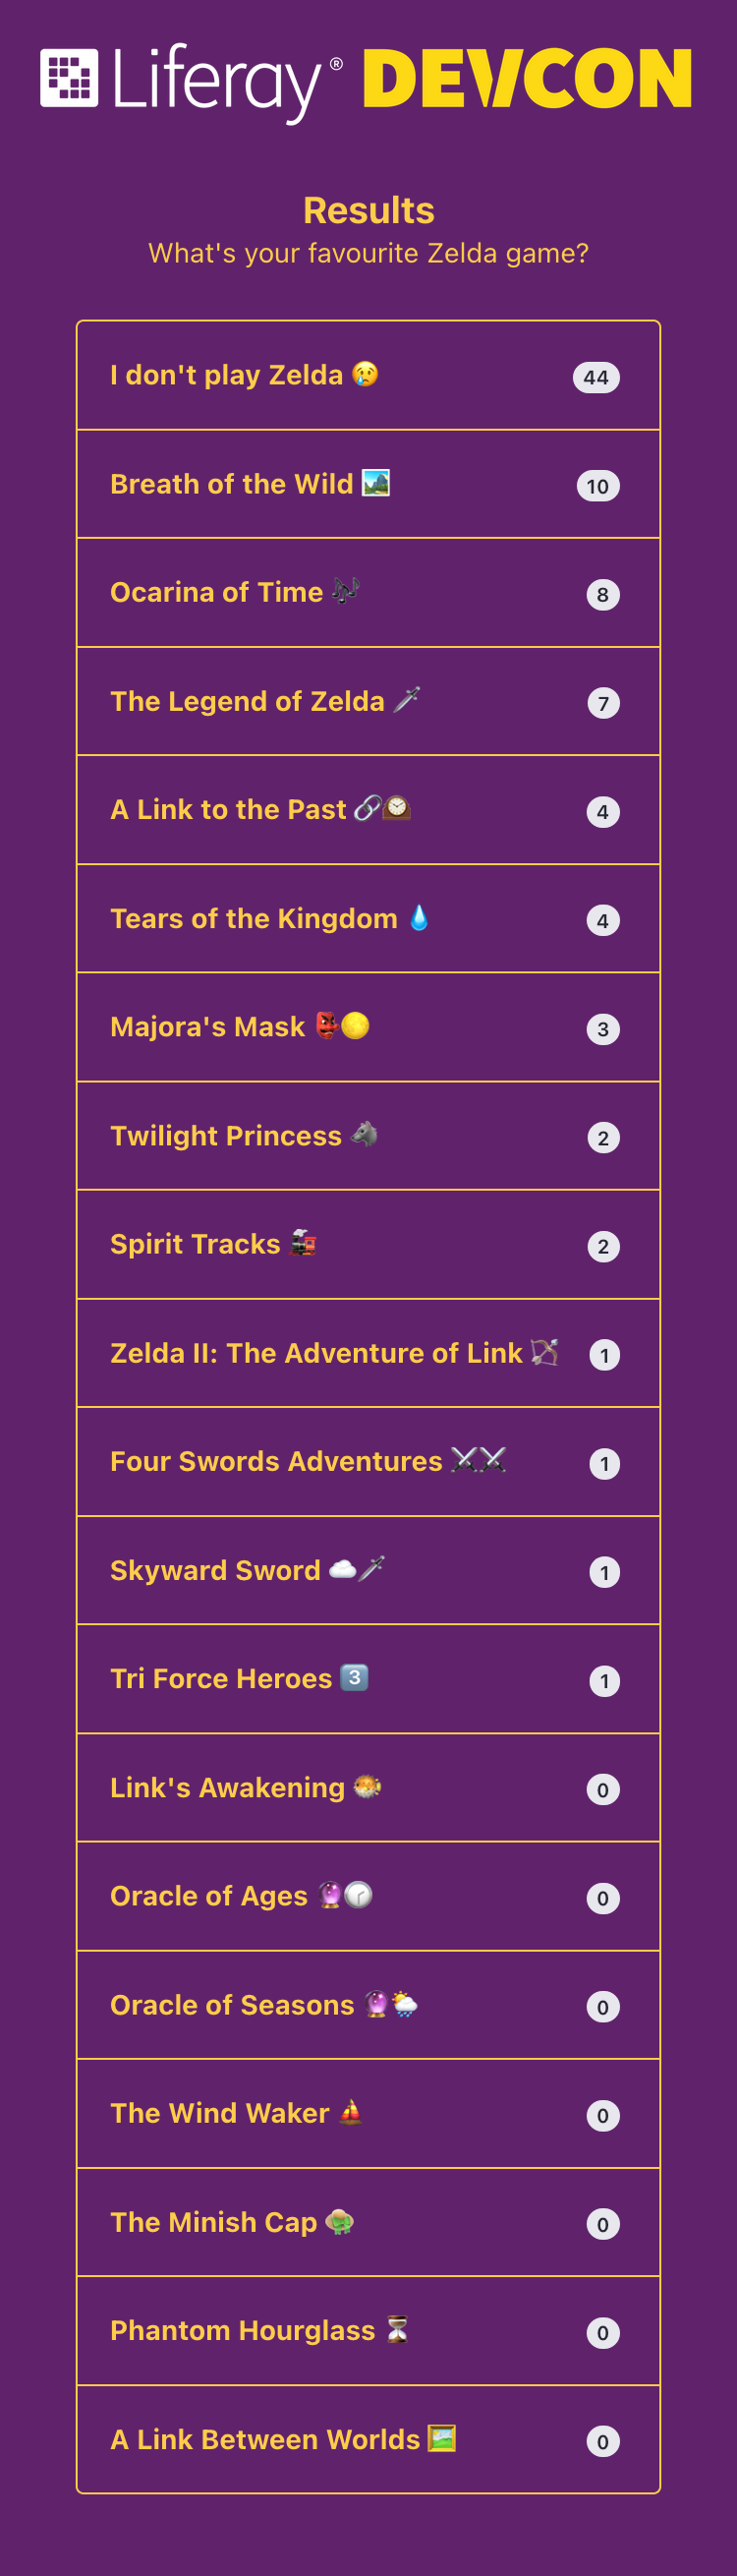 Liferay® DEVCON
Results
What's your favourite Zelda game?
I don't play Zelda 😢 44
Breath of the Wild 🏞️ 10
Ocarina of Time 🎶 8
The Legend of Zelda 🗡️ 7
A Link to the Past 🔗🕰️ 4
Tears of the Kingdom 💧 4
Majora's Mask 👺🌕 3
Twilight Princess 🐺 2
Spirit Tracks 🚂 2
Zelda II: The Adventure of Link 🏹 1
Four Swords Adventures ⚔️⚔️ 1
Skyward Sword ☁️🗡️ 1
Tri Force Heroes 3️⃣ 1
Link's Awakening 🐡 0
Oracle of Ages 🔮🕝 0
Oracle of Seasons 🔮🌦️ 0
The Wind Waker ⛵ 0
The Minish Cap 👒 0
Phantom Hourglass ⏳ 0
A Link Between Worlds 🖼️ 0